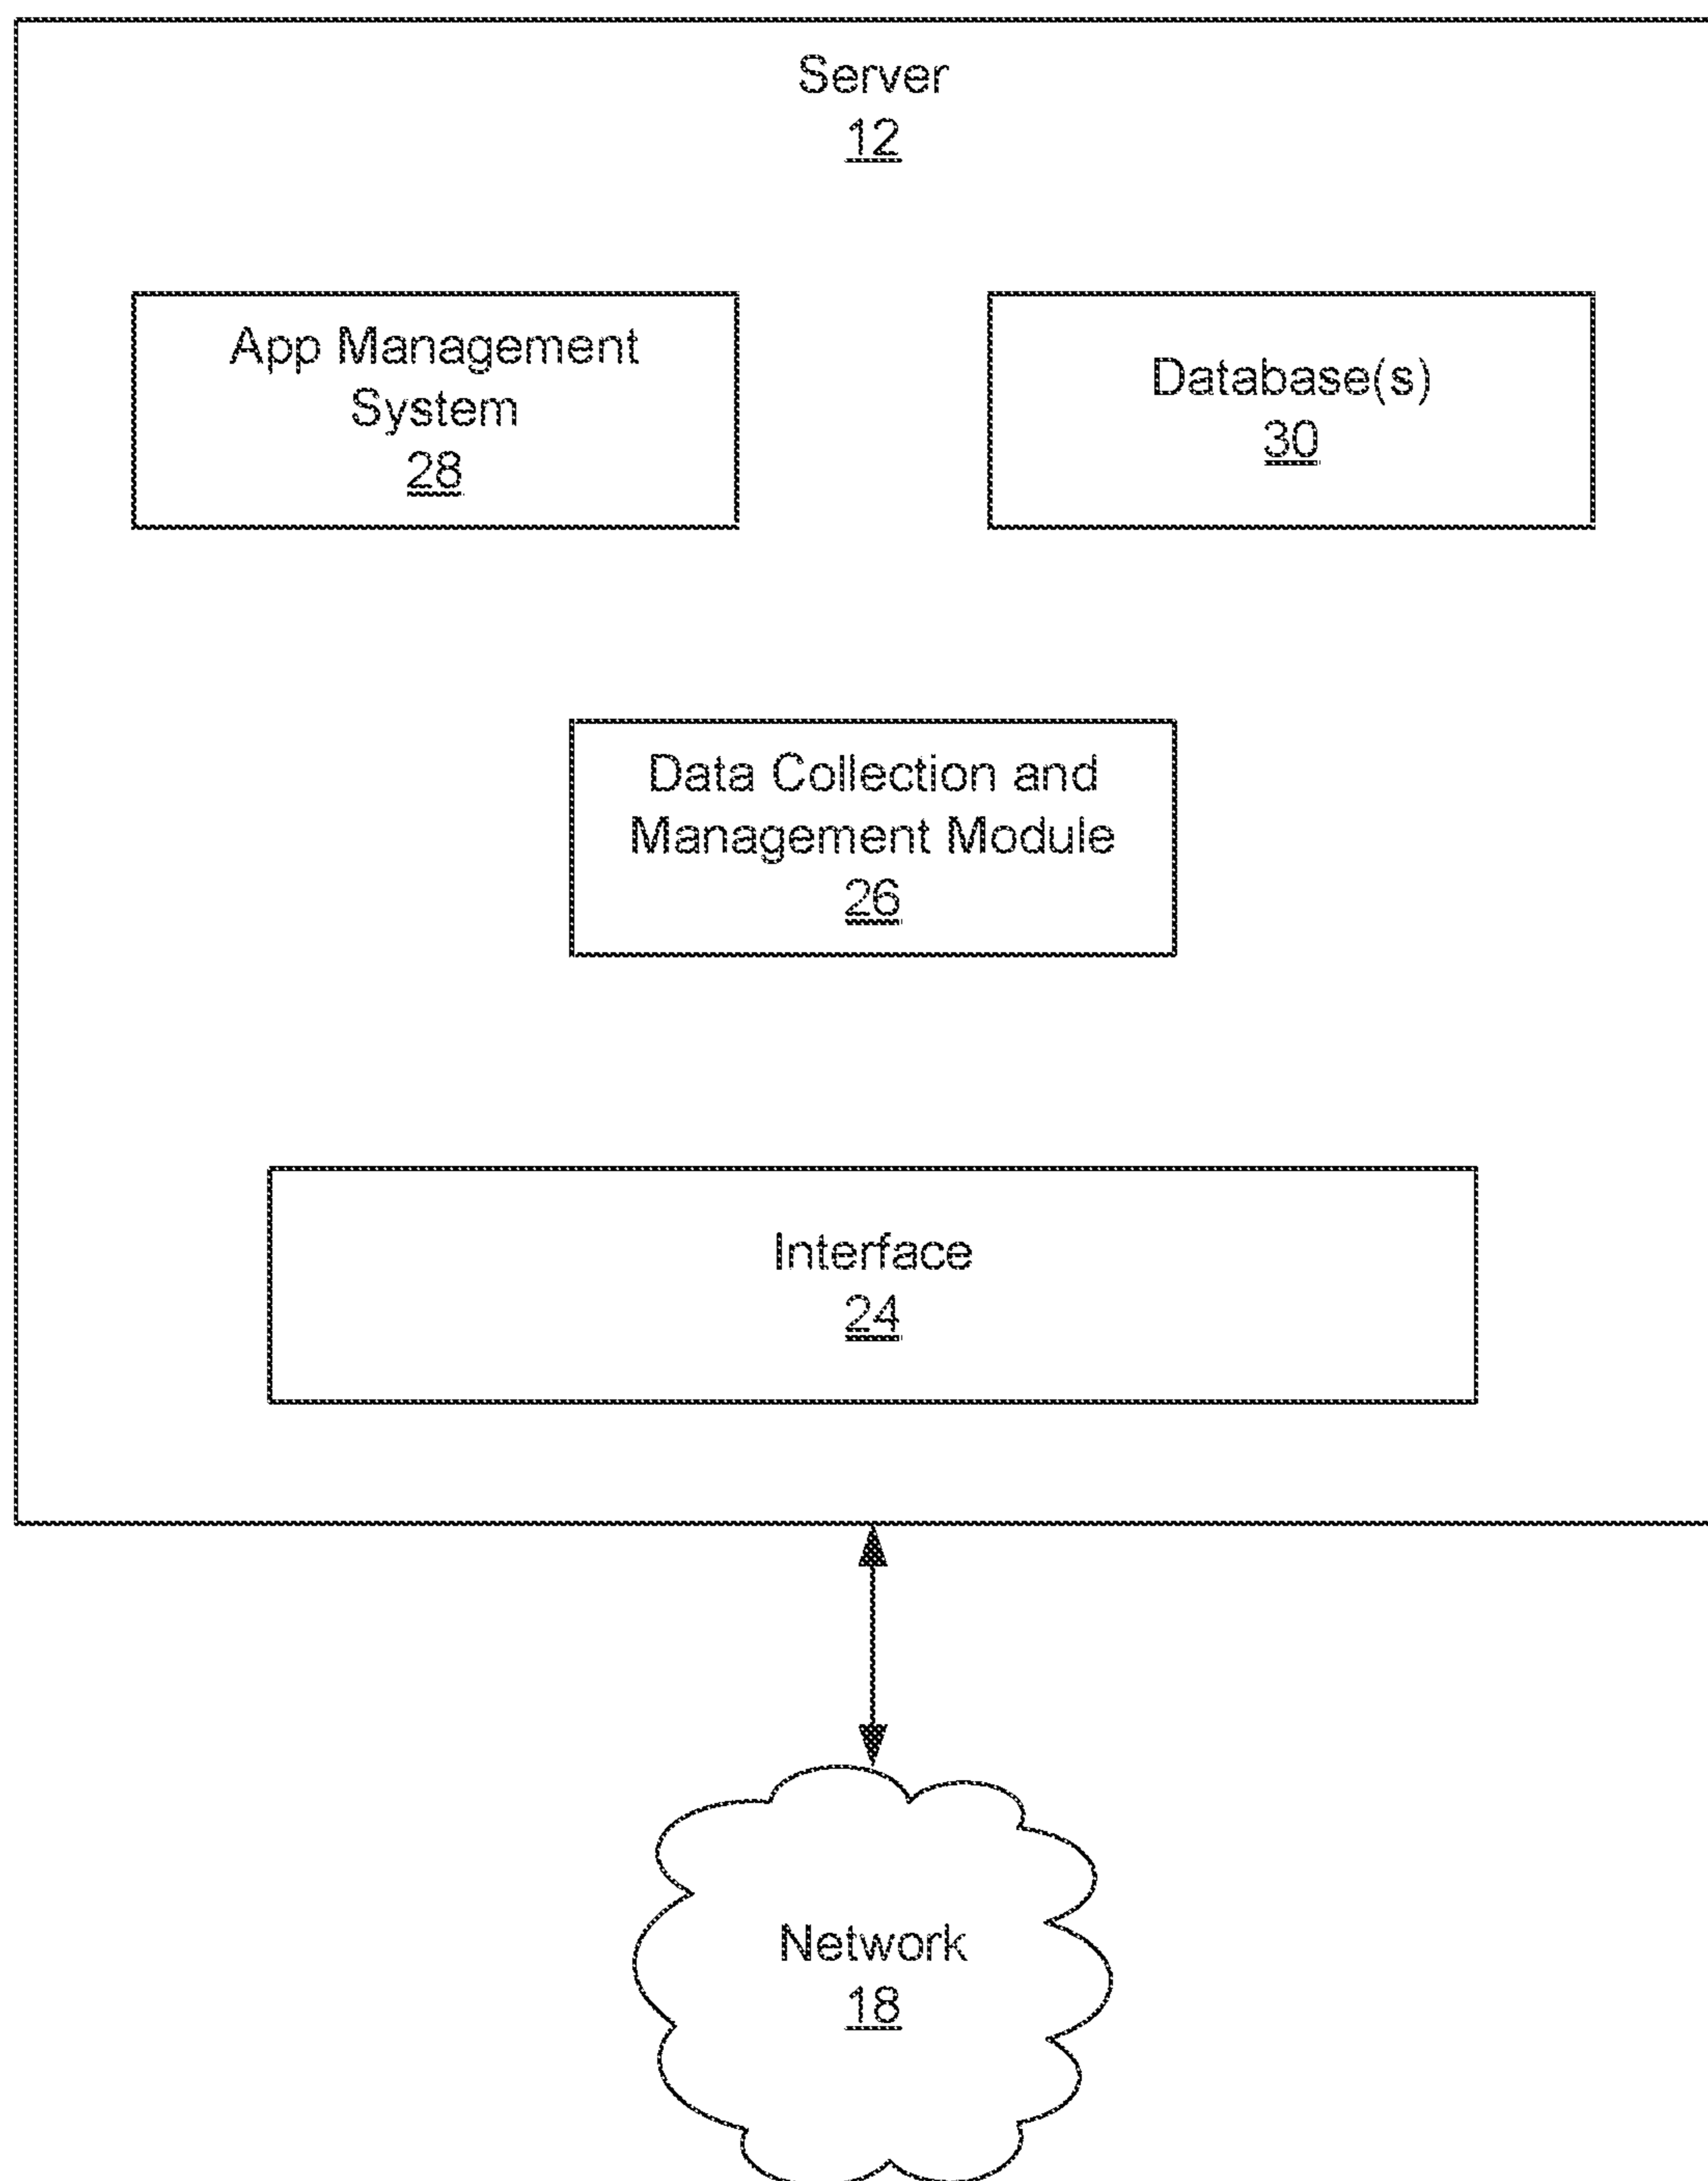 Server
12
App Management
System
28
Database(s)
30
Data Collection and
Management Module
26
Interface
24
Network
18